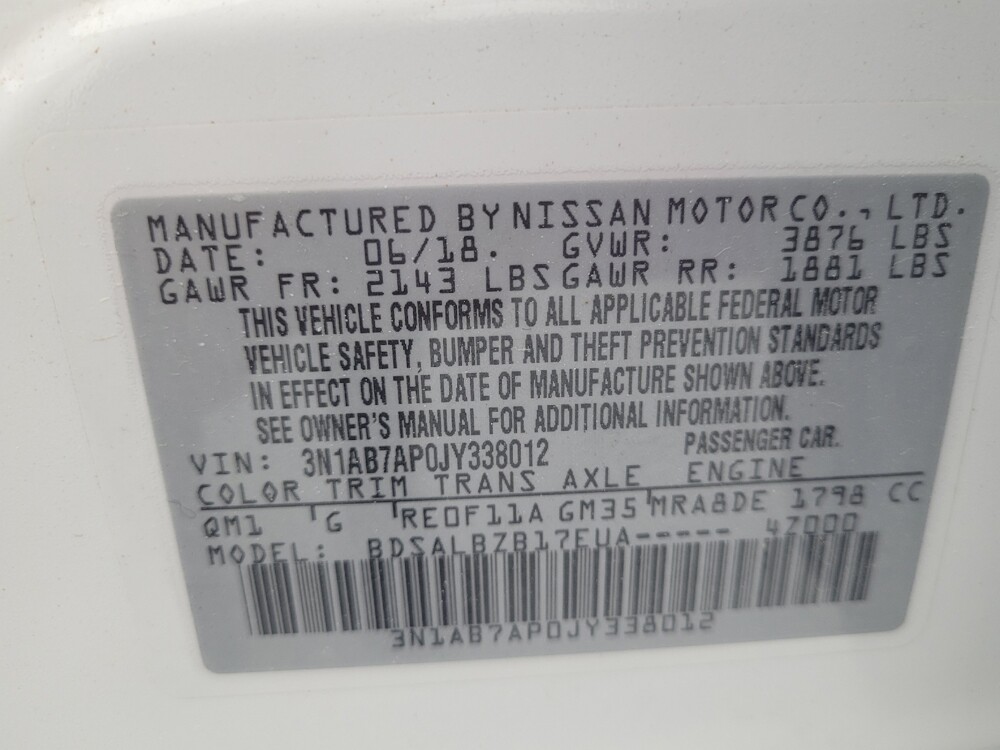 MANUFACTURED BY NISSAN MOTOR CO., LTD.
DATE: 06/18. GVWR: 3876 LBS
GAWR FR: 2143 LBS GAWR RR: 1881 LBS
THIS VEHICLE CONFORMS TO ALL APPLICABLE FEDERAL MOTOR
VEHICLE SAFETY, BUMPER AND THEFT PREVENTION STANDARDS
IN EFFECT ON THE DATE OF MANUFACTURE SHOWN ABOVE.
SEE OWNER'S MANUAL FOR ADDITIONAL INFORMATION.
VIN: 3N1AB7AP0JY338012 PASSENGER CAR.
COLOR TRIM TRANS AXLE ENGINE
QM1 G RE0F11A GM35 MRA8DE 1798 CC
MODEL: BDSALBZB17EUA----- 4Z000
3N1AB7AP0JY338012